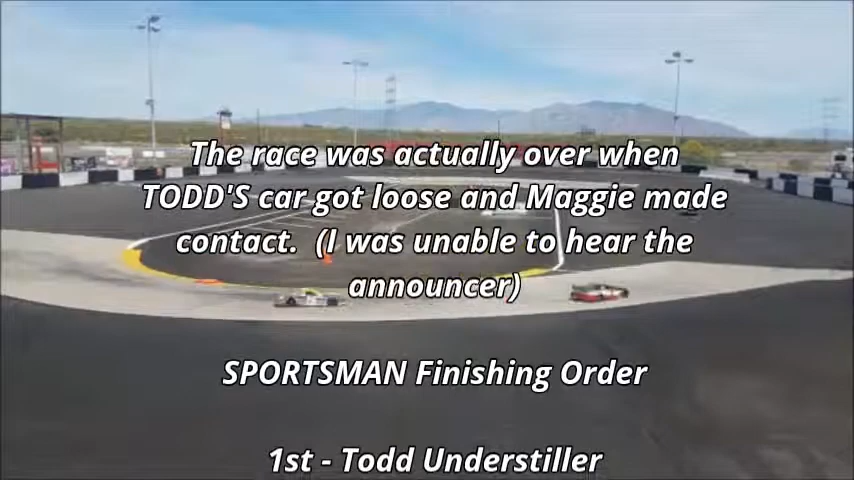 The race was actually over when
TODD'S car got loose and Maggie made
contact.  (I was unable to hear the
announcer)
SPORTSMAN Finishing Order
1st - Todd Understiller